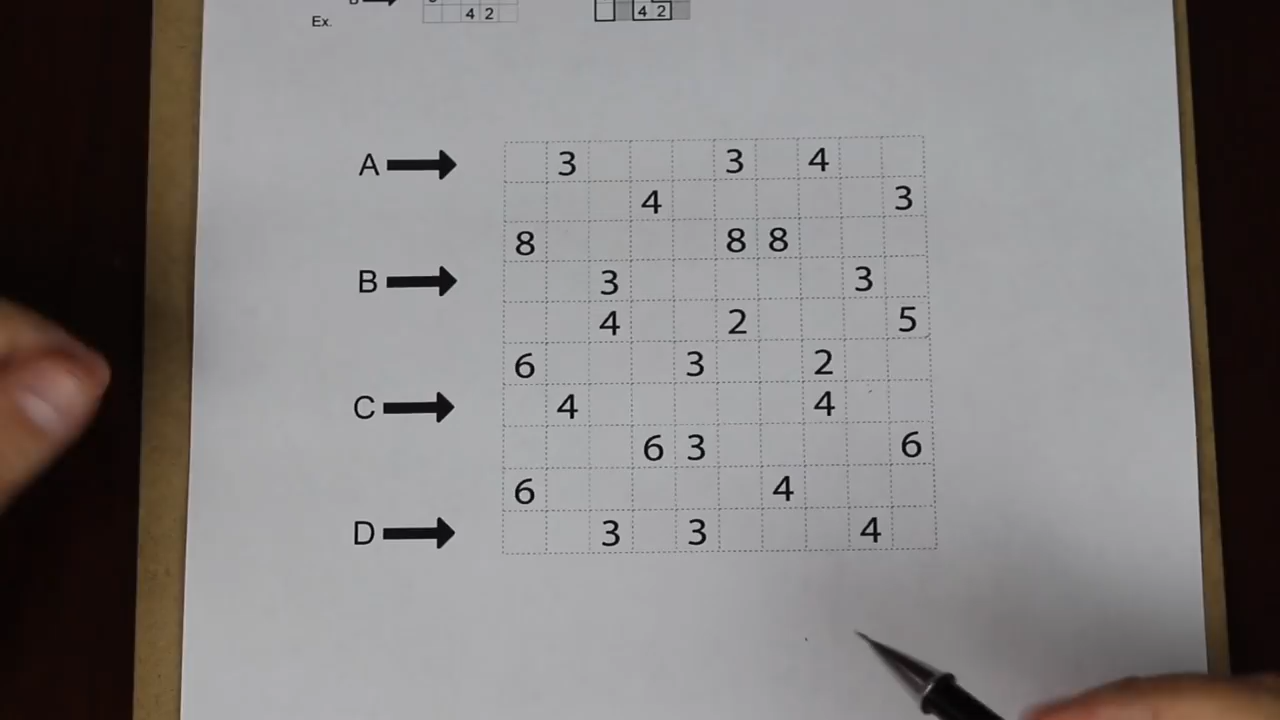 4 2 4 2
Ex.
A 3 3 4
4 3
8 8 8
B 3 3
4 2 5
6 3 2
C 4 4
6 3 6
6 4
D 3 3 4